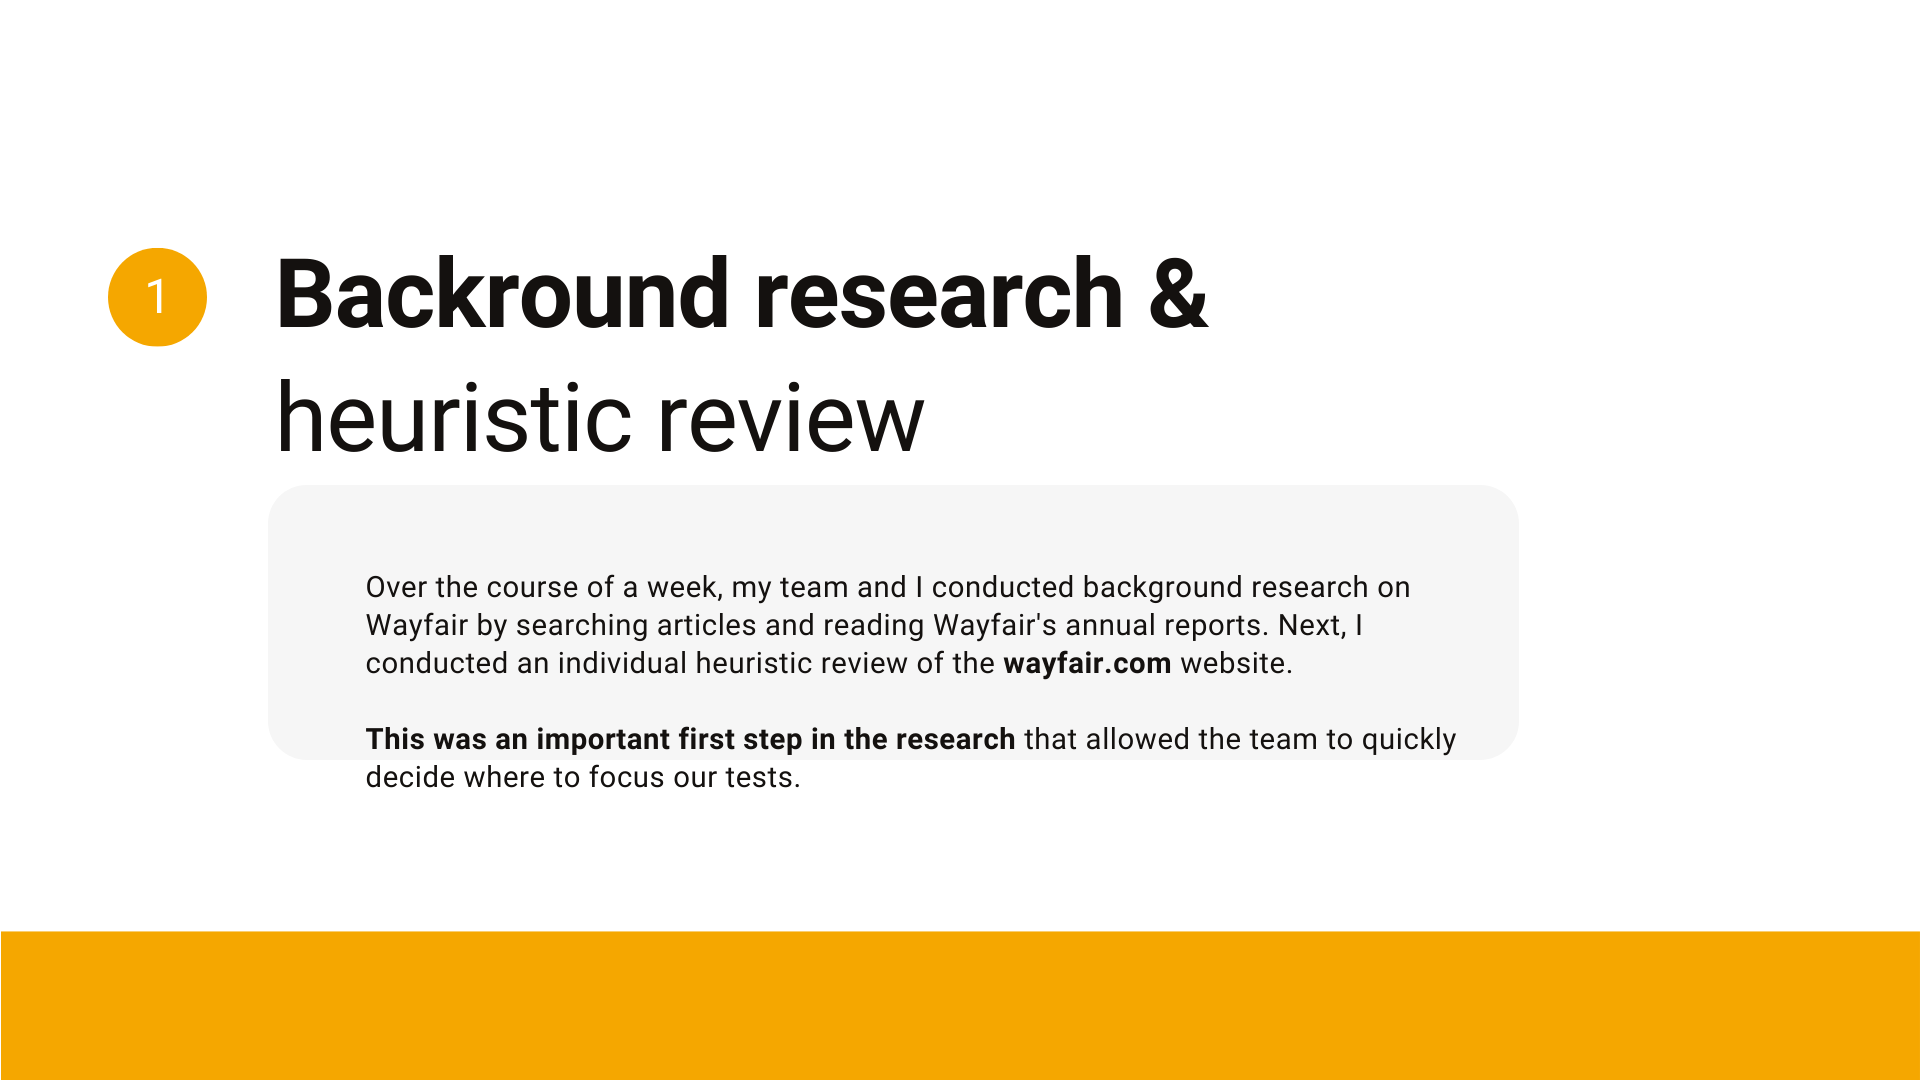 1
Backround research &
heuristic review
Over the course of a week, my team and I conducted background research on
Wayfair by searching articles and reading Wayfair's annual reports. Next, I
conducted an individual heuristic review of the wayfair.com website.
This was an important first step in the research that allowed the team to quickly
decide where to focus our tests.